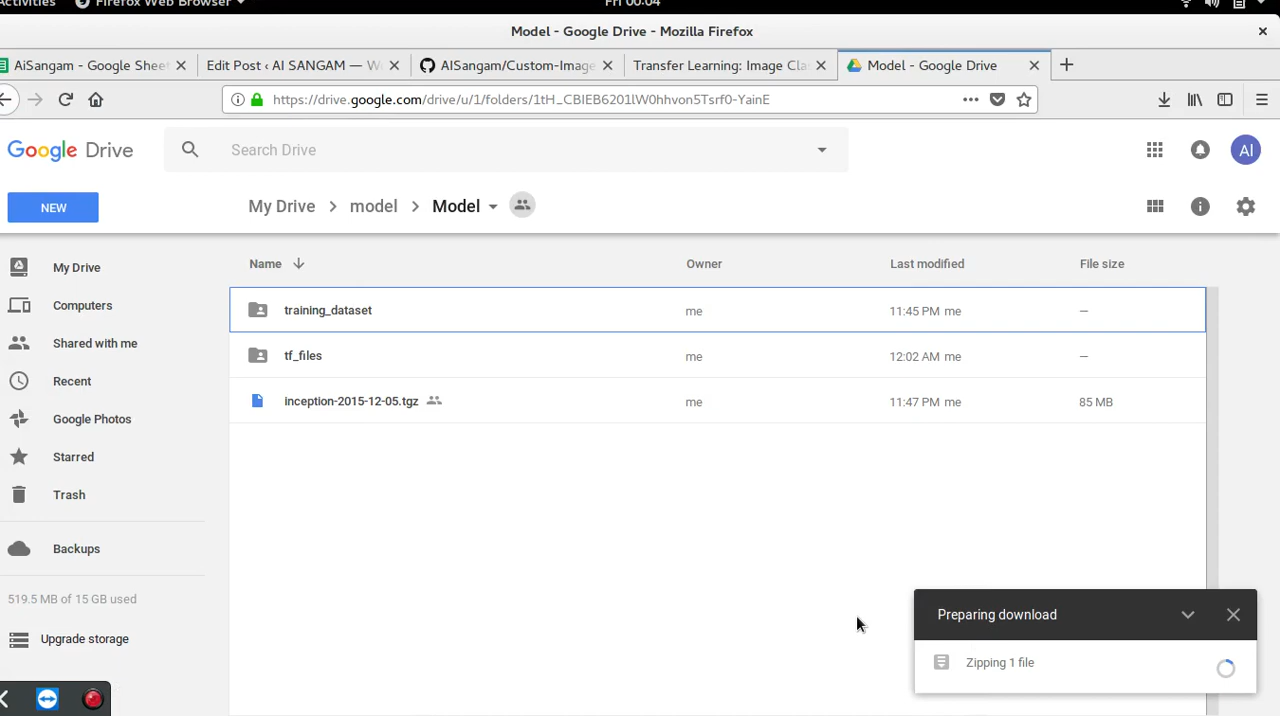 Activities Firefox Web Browser Fri 00:04
Model - Google Drive - Mozilla Firefox
AiSangam - Google Sheet Edit Post ‹ AI SANGAM — W AISangam/Custom-Image Transfer Learning: Image Cla Model - Google Drive
https://drive.google.com/drive/u/1/folders/1tH_CBIEB6201lW0hhvon5Tsrf0-YainE
Google Drive Search Drive AI
NEW My Drive model Model
Name Owner Last modified File size
My Drive
Computers
Shared with me
Recent
Google Photos
Starred
Trash
Backups
519.5 MB of 15 GB used
Upgrade storage
training_dataset me 11:45 PM me —
tf_files me 12:02 AM me —
inception-2015-12-05.tgz me 11:47 PM me 85 MB
Preparing download
Zipping 1 file